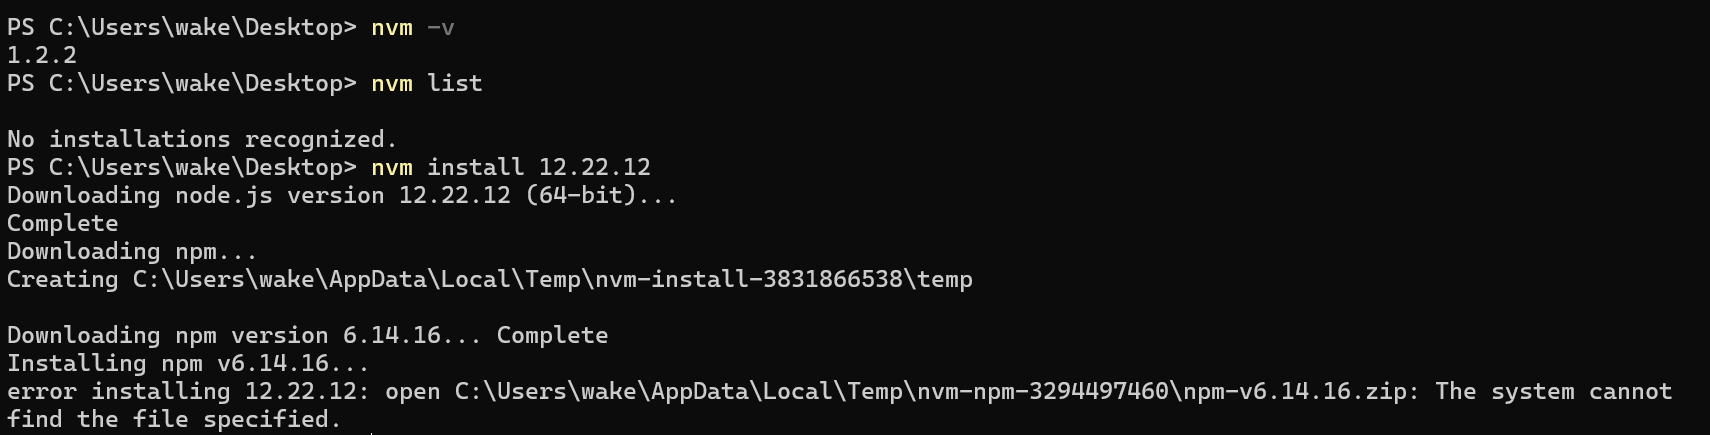 PS C:\Users\wake\Desktop> nvm -v
1.2.2
PS C:\Users\wake\Desktop> nvm list
No installations recognized.
PS C:\Users\wake\Desktop> nvm install 12.22.12
Downloading node.js version 12.22.12 (64-bit)...
Complete
Downloading npm...
Creating C:\Users\wake\AppData\Local\Temp\nvm-install-3831866538\temp
Downloading npm version 6.14.16... Complete
Installing npm v6.14.16...
error installing 12.22.12: open C:\Users\wake\AppData\Local\Temp\nvm-npm-3294497460\npm-v6.14.16.zip: The system cannot
find the file specified.